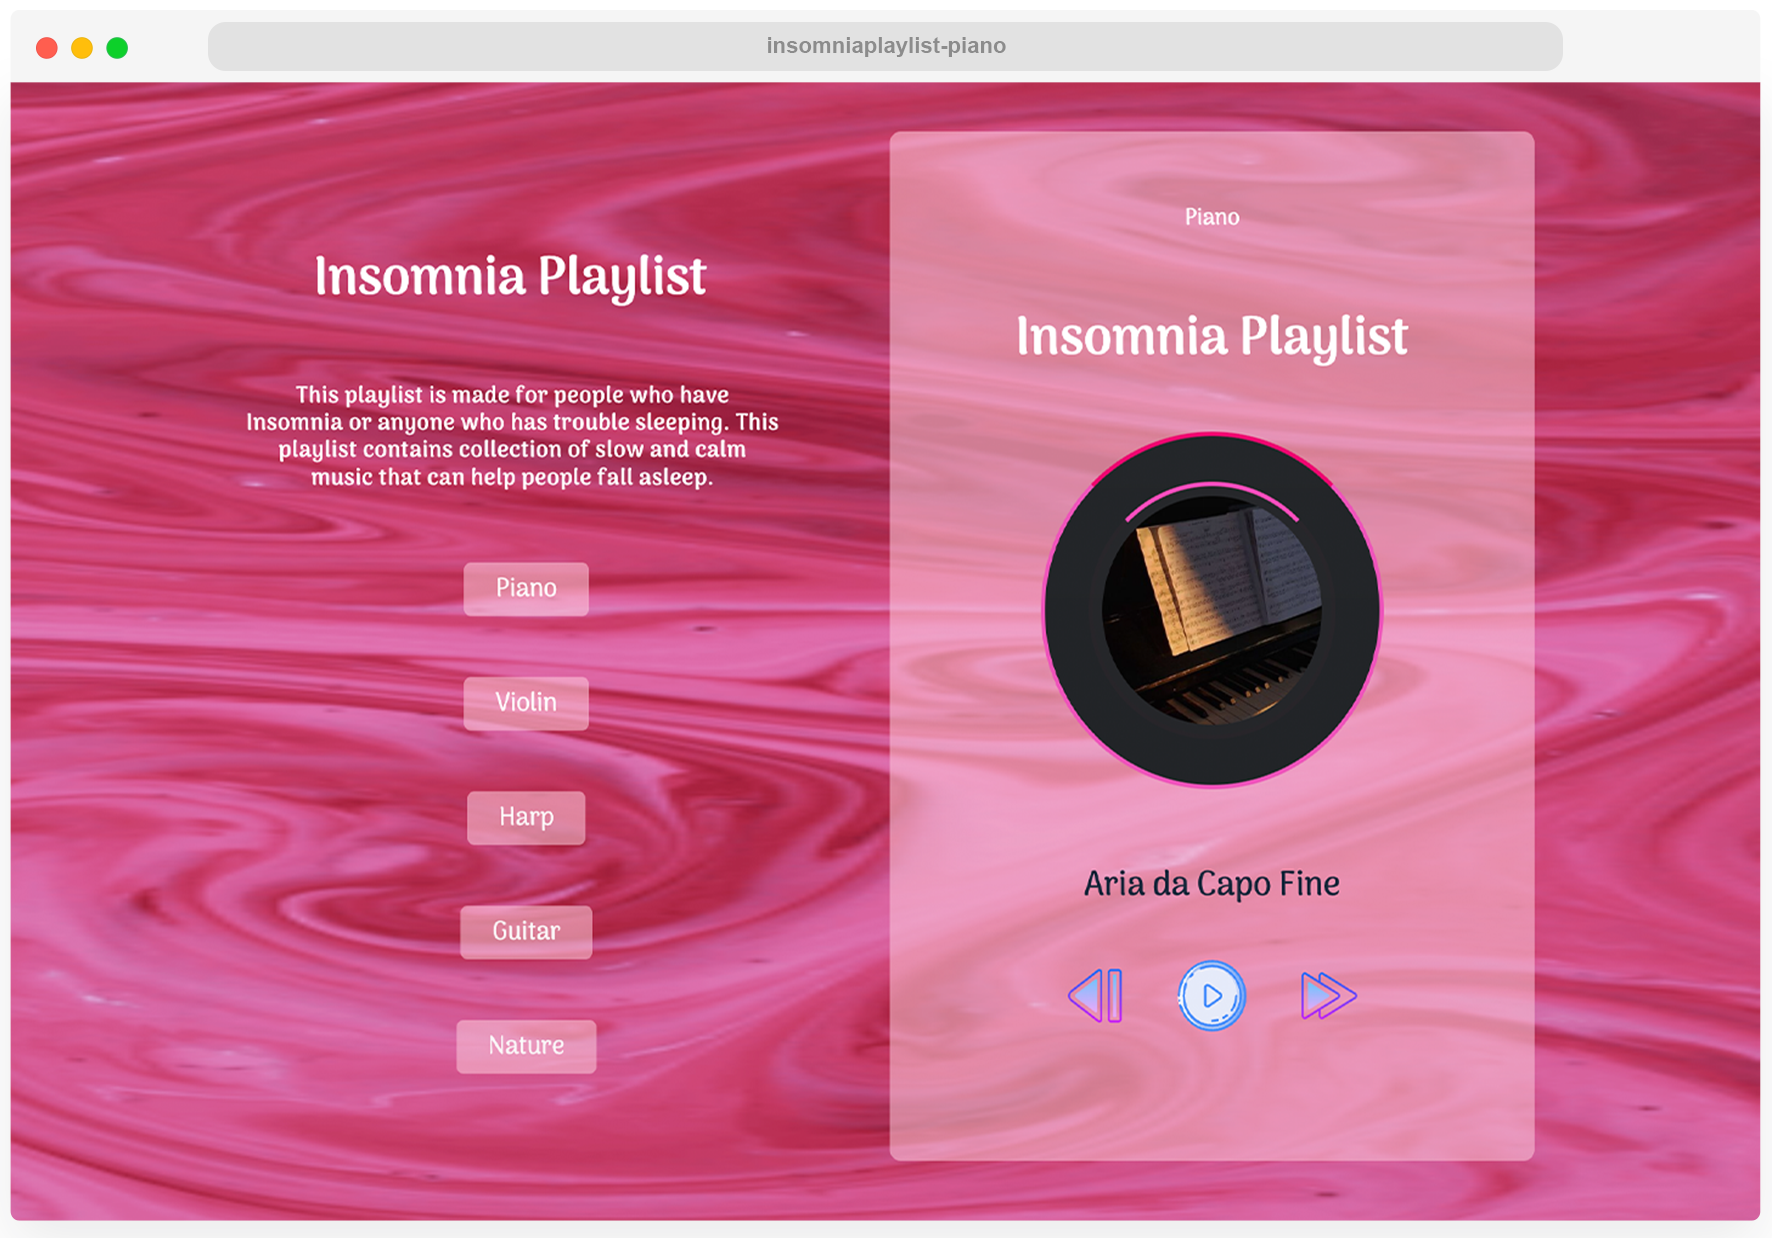 insomniaplaylist-piano
Insomnia Playlist
This playlist is made for people who have
Insomnia or anyone who has trouble sleeping. This
playlist contains collection of slow and calm
music that can help people fall asleep.
Piano
Violin
Harp
Guitar
Nature
Piano
Insomnia Playlist
Aria da Capo Fine